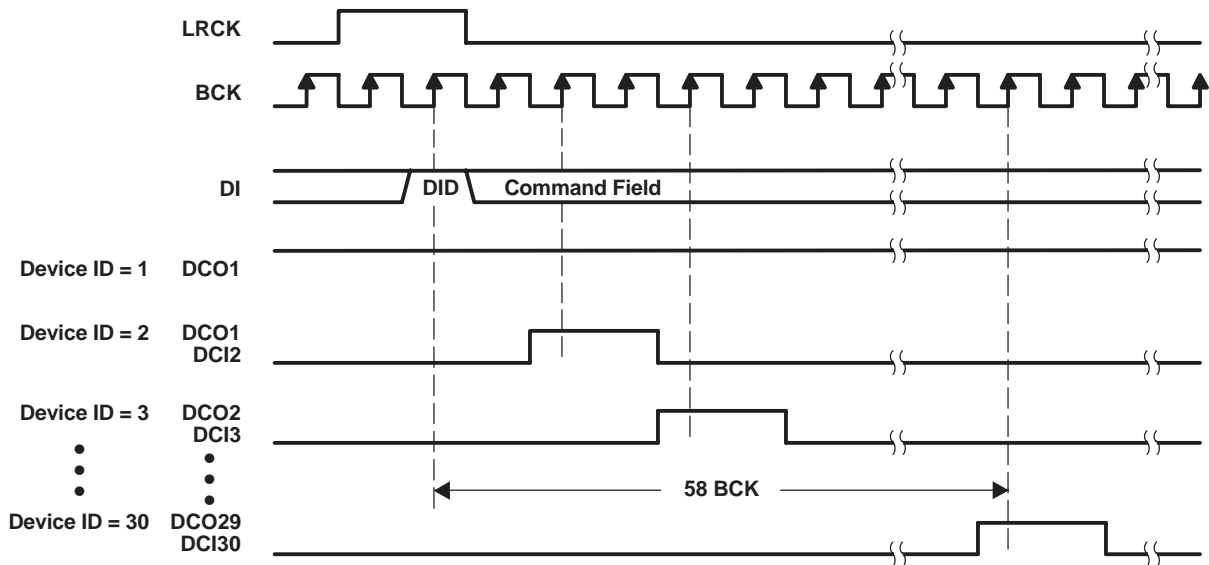 LRCK
BCK
DI
DID
Command Field
Device ID = 1 DCO1
Device ID = 2 DCO1
DCI2
Device ID = 3 DCO2
DCI3
58 BCK
Device ID = 30 DCO29
DCI30